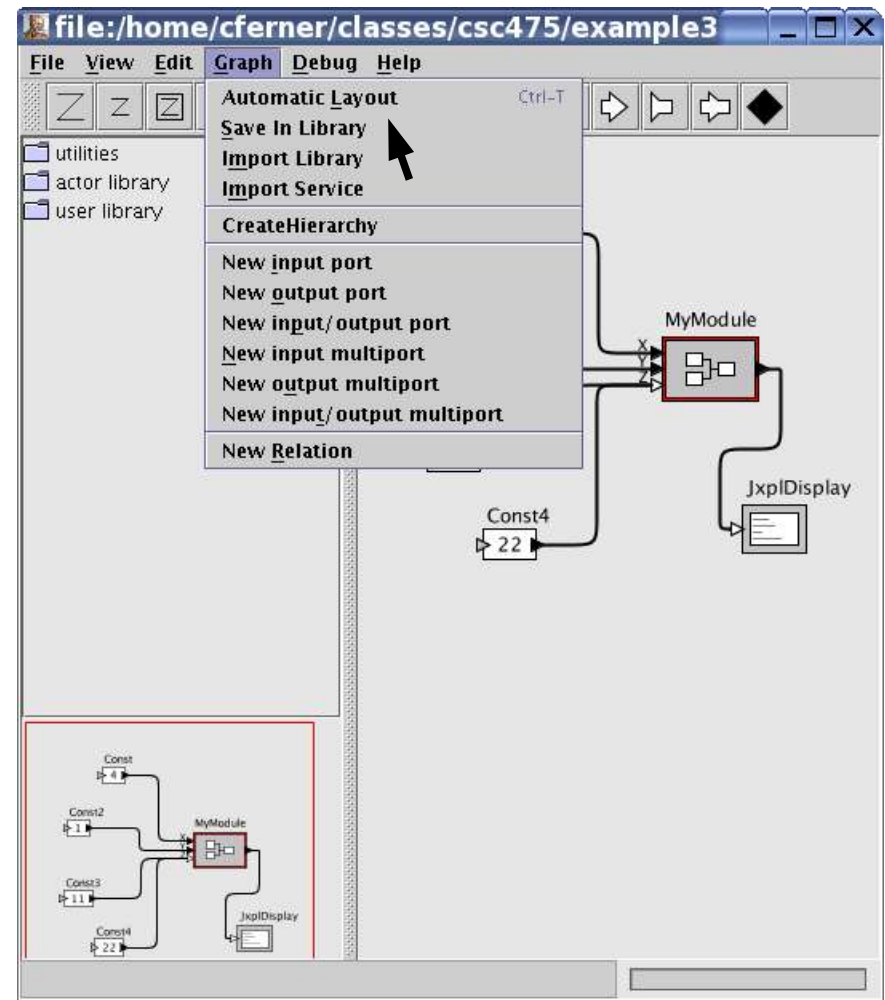 file:/home/cferner/classes/csc475/example3
File View Edit Graph Debug Help
Automatic Layout Ctrl-T
Save In Library
Import Library
Import Service
CreateHierarchy
New input port
New output port
New input/output port
New input multiport
New output multiport
New input/output multiport
New Relation
utilities
actor library
user library
MyModule
X
Y
Z
JxplDisplay
Const4
22
Const
4
Const2
1
MyModule
X
Y
Z
Const3
11
JxplDisplay
Const4
22